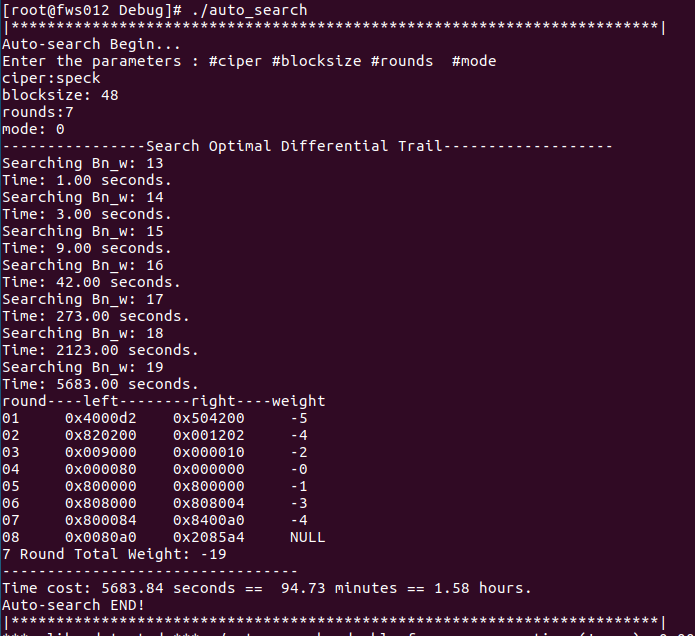 [root@fws012 Debug]# ./auto_search
|************************************************************************|
Auto-search Begin...
Enter the parameters : #ciper #blocksize #rounds  #mode
ciper:speck
blocksize: 48
rounds:7
mode: 0
----------------Search Optimal Differential Trail-------------------
Searching Bn_w: 13
Time: 1.00 seconds.
Searching Bn_w: 14
Time: 3.00 seconds.
Searching Bn_w: 15
Time: 9.00 seconds.
Searching Bn_w: 16
Time: 42.00 seconds.
Searching Bn_w: 17
Time: 273.00 seconds.
Searching Bn_w: 18
Time: 2123.00 seconds.
Searching Bn_w: 19
Time: 5683.00 seconds.
round----left--------right----weight
01     0x4000d2    0x504200     -5
02     0x820200    0x001202     -4
03     0x009000    0x000010     -2
04     0x000080    0x000000     -0
05     0x800000    0x800000     -1
06     0x808000    0x808004     -3
07     0x800084    0x8400a0     -4
08     0x0080a0    0x2085a4     NULL
7 Round Total Weight: -19
---------------------------------
Time cost: 5683.84 seconds ==  94.73 minutes == 1.58 hours.
Auto-search END!
|************************************************************************|